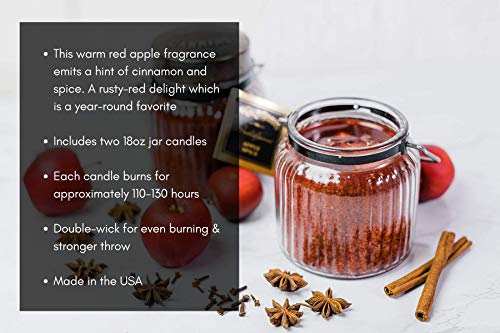 • This warm red apple fragrance
emits a hint of cinnamon and
spice. A rusty-red delight which
is a year-round favorite
• Includes two 18oz jar candles
• Each candle burns for
approximately 110-130 hours
• Double-wick for even burning &
stronger throw
• Made in the USA